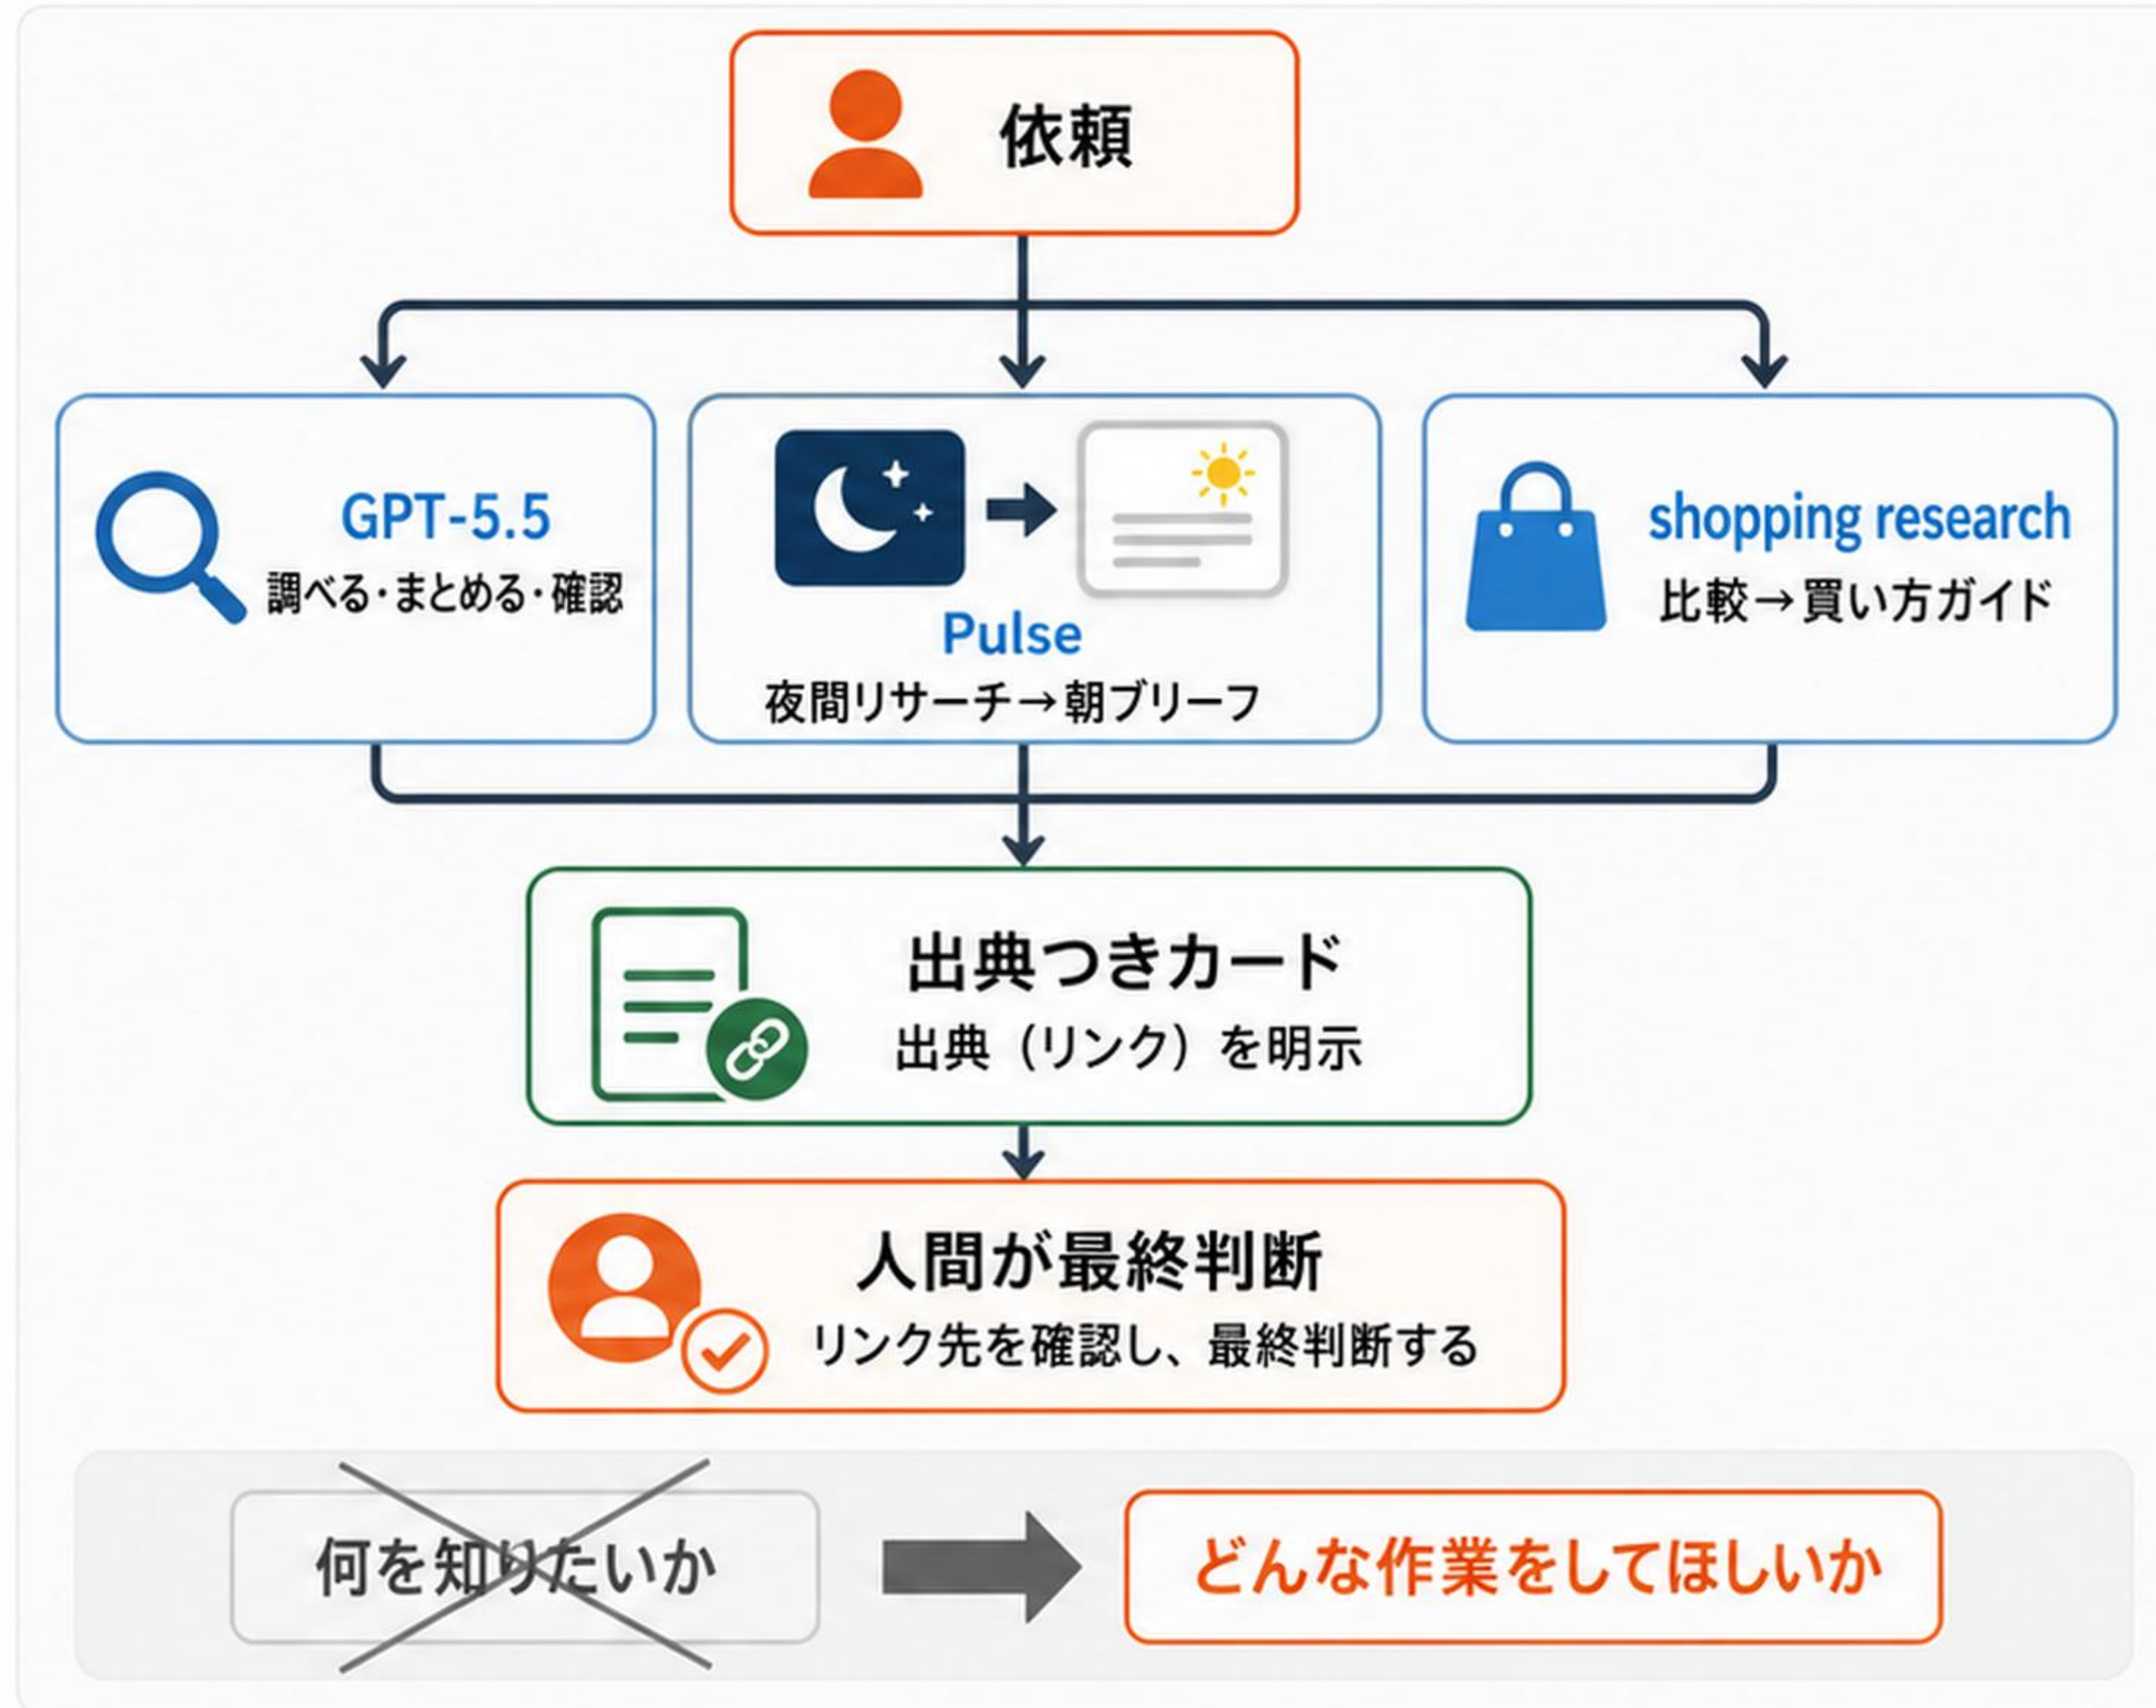 依頼
GPT-5.5
調べる・まとめる・確認
Pulse
夜間リサーチ→朝ブリーフ
shopping research
比較→買い方ガイド
出典つきカード
出典（リンク）を明示
人間が最終判断
リンク先を確認し、最終判断する
何を知りたいか
どんな作業をしてほしいか